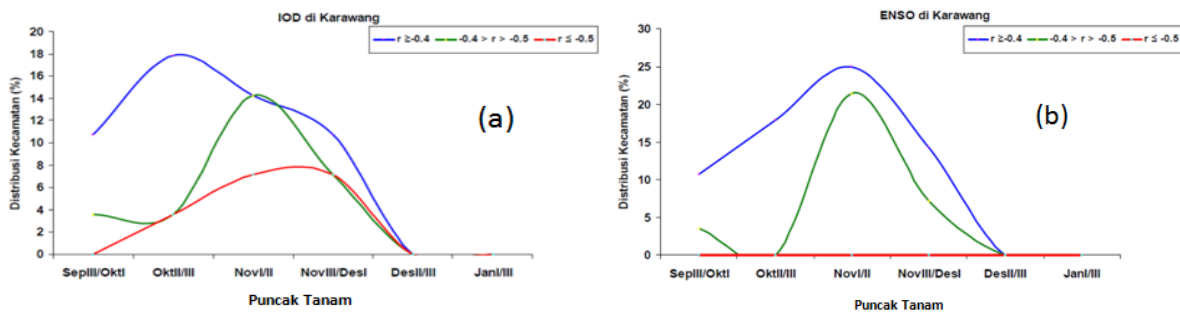 IOD di Karawang
r ≥-0.4 -0.4 > r > -0.5 r ≤ -0.5
20
18
16
14
12
10
8
6
4
2
0
Distribusi Kecamatan (%)
(a)
SepIII/OktI OktII/III NovI/II NovIII/DesI DesII/III JanI/III
Puncak Tanam
ENSO di Karawang
r ≥-0.4 -0.4 > r > -0.5 r ≤ -0.5
30
25
20
15
10
5
0
Distribusi Kecamatan (%)
(b)
SepIII/OktI OktII/III NovI/II NovIII/DesI DesII/III JanI/III
Puncak Tanam